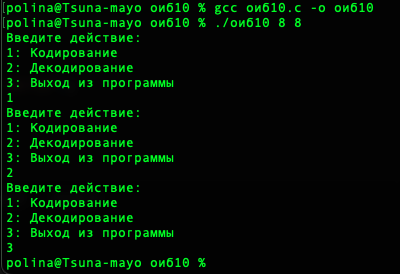 [polina@Tsuna-mayo оиб10 % gcc оиб10.c -o оиб10
[polina@Tsuna-mayo оиб10 % ./оиб10 8 8
Введите действие:
1: Кодирование
2: Декодирование
3: Выход из программы
1
Введите действие:
1: Кодирование
2: Декодирование
3: Выход из программы
2
Введите действие:
1: Кодирование
2: Декодирование
3: Выход из программы
3
polina@Tsuna-mayo оиб10 %